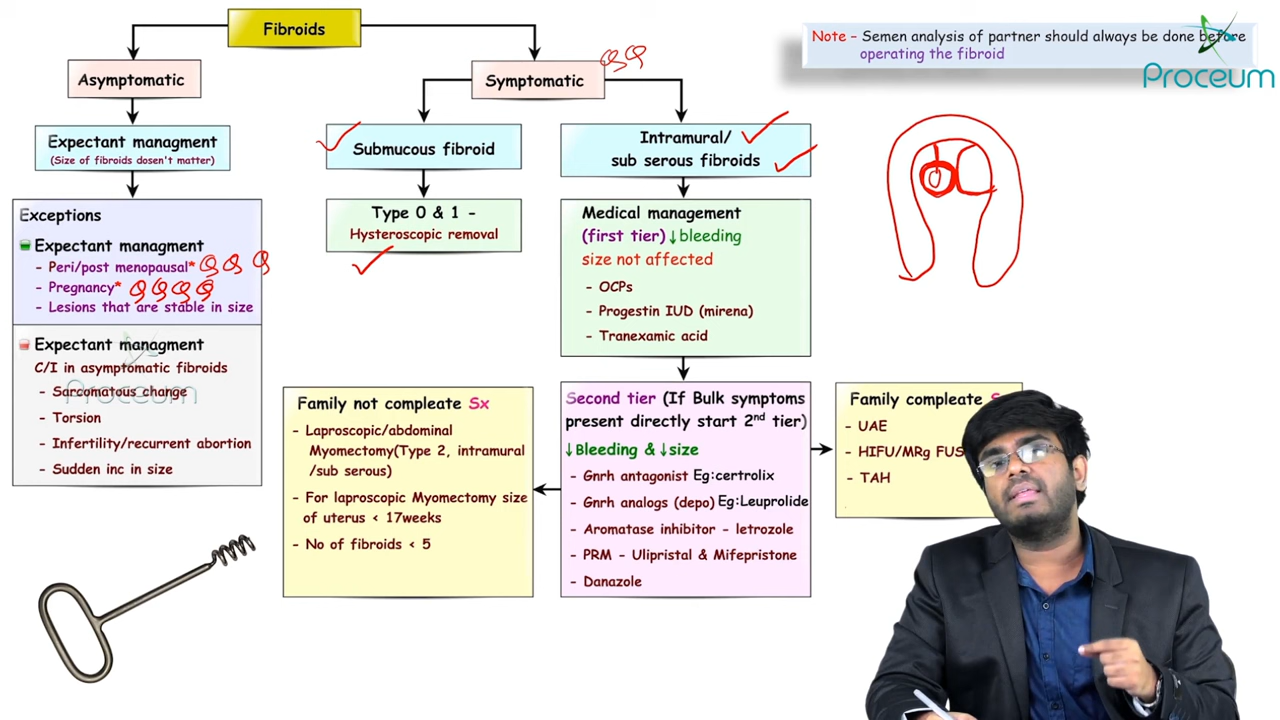 Fibroids
Note – Semen analysis of partner should always be done before
operating the fibroid
Proceum
Asymptomatic
Symptomatic
Expectant managment
(Size of fibroids dosen't matter)
Submucous fibroid
Intramural/
sub serous fibroids
Exceptions
Expectant managment
- Peri/post menopausal*
- Pregnancy*
- Lesions that are stable in size
Expectant managment
C/I in asymptomatic fibroids
- Sarcomatous change
- Torsion
- Infertility/recurrent abortion
- Sudden inc in size
Proceum
Type 0 & 1 -
Hysteroscopic removal
Medical management
(first tier) ↓bleeding
size not affected
- OCPs
- Progestin IUD (mirena)
- Tranexamic acid
Family not compleate Sx
- Laproscopic/abdominal
Myomectomy(Type 2, intramural
/sub serous)
- For laproscopic Myomectomy size
of uterus < 17weeks
- No of fibroids < 5
Second tier (If Bulk symptoms
present directly start 2nd tier)
↓Bleeding & ↓size
- Gnrh antagonist Eg:certrolix
- Gnrh analogs (depo) Eg:Leuprolide
- Aromatase inhibitor - letrozole
- PRM - Ulipristal & Mifepristone
- Danazole
Family compleate
- UAE
- HIFU/MRg FUS
- TAH